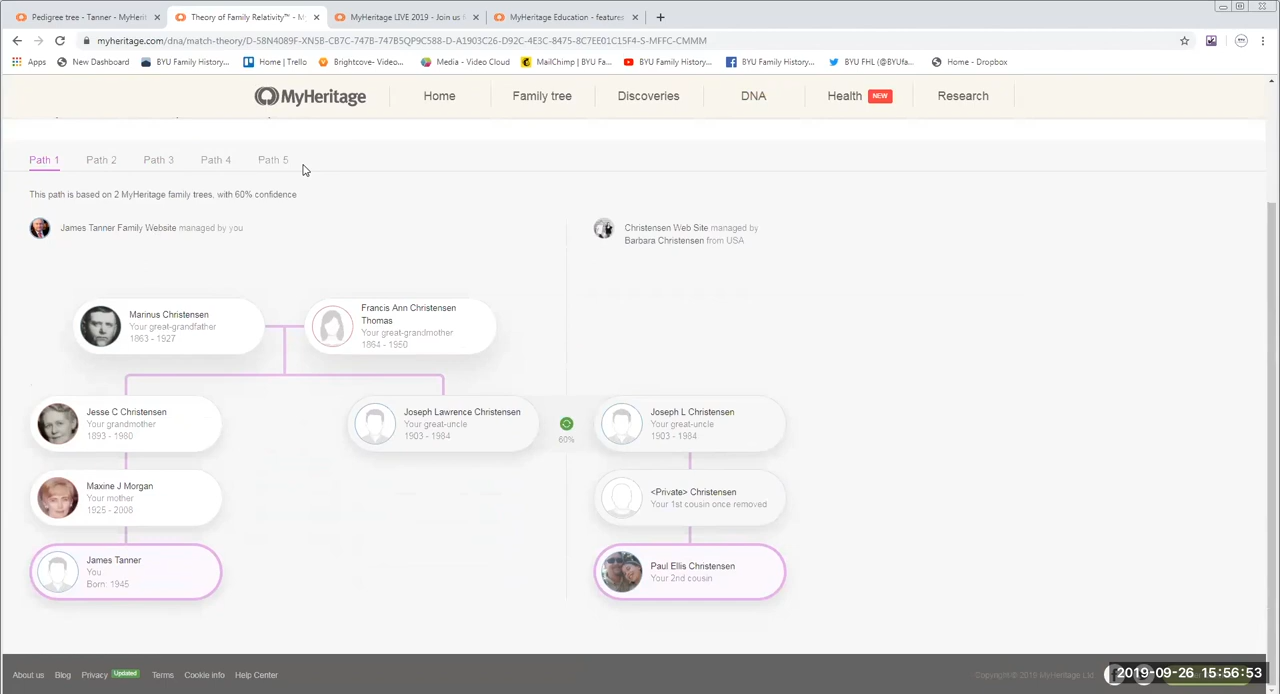 Pedigree tree - Tanner - MyHerit
Theory of Family Relativity™ - M
MyHeritage LIVE 2019 - Join us f
MyHeritage Education - features
myheritage.com/dna/match-theory/D-58N4089F-XN5B-CB7C-747B-747B5QP9C588-D-A1903C26-D92C-4E3C-8475-8C7EE01C15F4-S-MFFC-CMMM
Apps
New Dashboard
BYU Family History...
Home | Trello
Brightcove- Video...
Media - Video Cloud
MailChimp | BYU Fa...
BYU Family History...
BYU Family History...
BYU FHL (@BYUfa...
Home - Dropbox
MyHeritage
Home
Family tree
Discoveries
DNA
Health NEW
Research
Path 1
Path 2
Path 3
Path 4
Path 5
This path is based on 2 MyHeritage family trees, with 60% confidence
James Tanner Family Website managed by you
Christensen Web Site managed by
Barbara Christensen from USA
Marinus Christensen
Your great-grandfather
1863 - 1927
Francis Ann Christensen
Thomas
Your great-grandmother
1864 - 1950
Jesse C Christensen
Your grandmother
1893 - 1980
Joseph Lawrence Christensen
Your great-uncle
1903 - 1984
60%
Joseph L Christensen
Your great-uncle
1903 - 1984
Maxine J Morgan
Your mother
1925 - 2008
<Private> Christensen
Your 1st cousin once removed
James Tanner
You
Born: 1945
Paul Ellis Christensen
Your 2nd cousin
About us
Blog
Privacy Updated
Terms
Cookie info
Help Center
Copyright © 2019 MyHeritage Ltd
2019-09-26 15:56:53